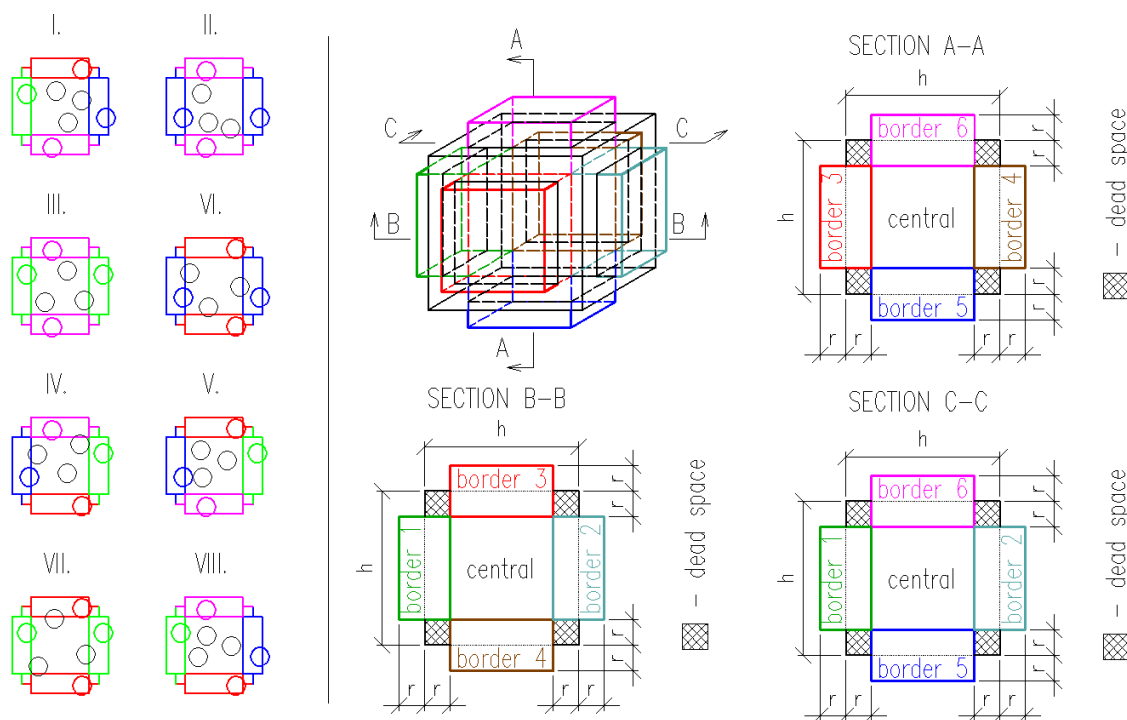 I.
II.
III.
VI.
IV.
V.
VII.
VIII.
A
C
C
B
B
A
SECTION A-A
h
border 6
r
r
h
border 3
central
border 4
border 5
r
r
r
r
r
r
- dead space
SECTION B-B
h
border 3
r
r
h
border 1
central
border 2
border 4
r
r
r
r
r
r
- dead space
SECTION C-C
h
border 6
r
r
h
border 1
central
border 2
border 5
r
r
r
r
r
r
- dead space